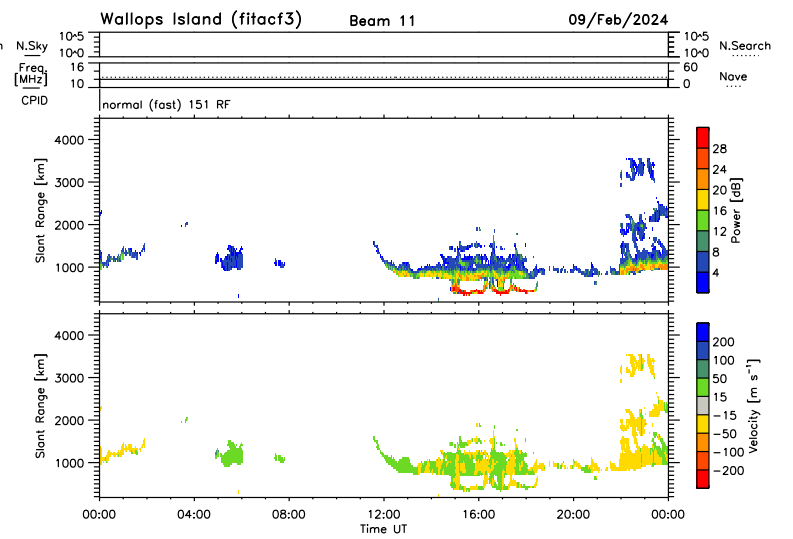 Wallops Island (fitacf3) Beam 11 09/Feb/2024
N.Sky 10^5 10^0 10^5 10^0 N.Search
Freq. [MHz] 16 10 60 0 Nave
CPID normal (fast) 151 RF
Slant Range [km]
4000
3000
2000
1000
Power [dB]
28
24
20
16
12
8
4
Slant Range [km]
4000
3000
2000
1000
Velocity [m s⁻¹]
200
100
50
15
-15
-50
-100
-200
00:00 04:00 08:00 12:00 16:00 20:00 00:00
Time UT